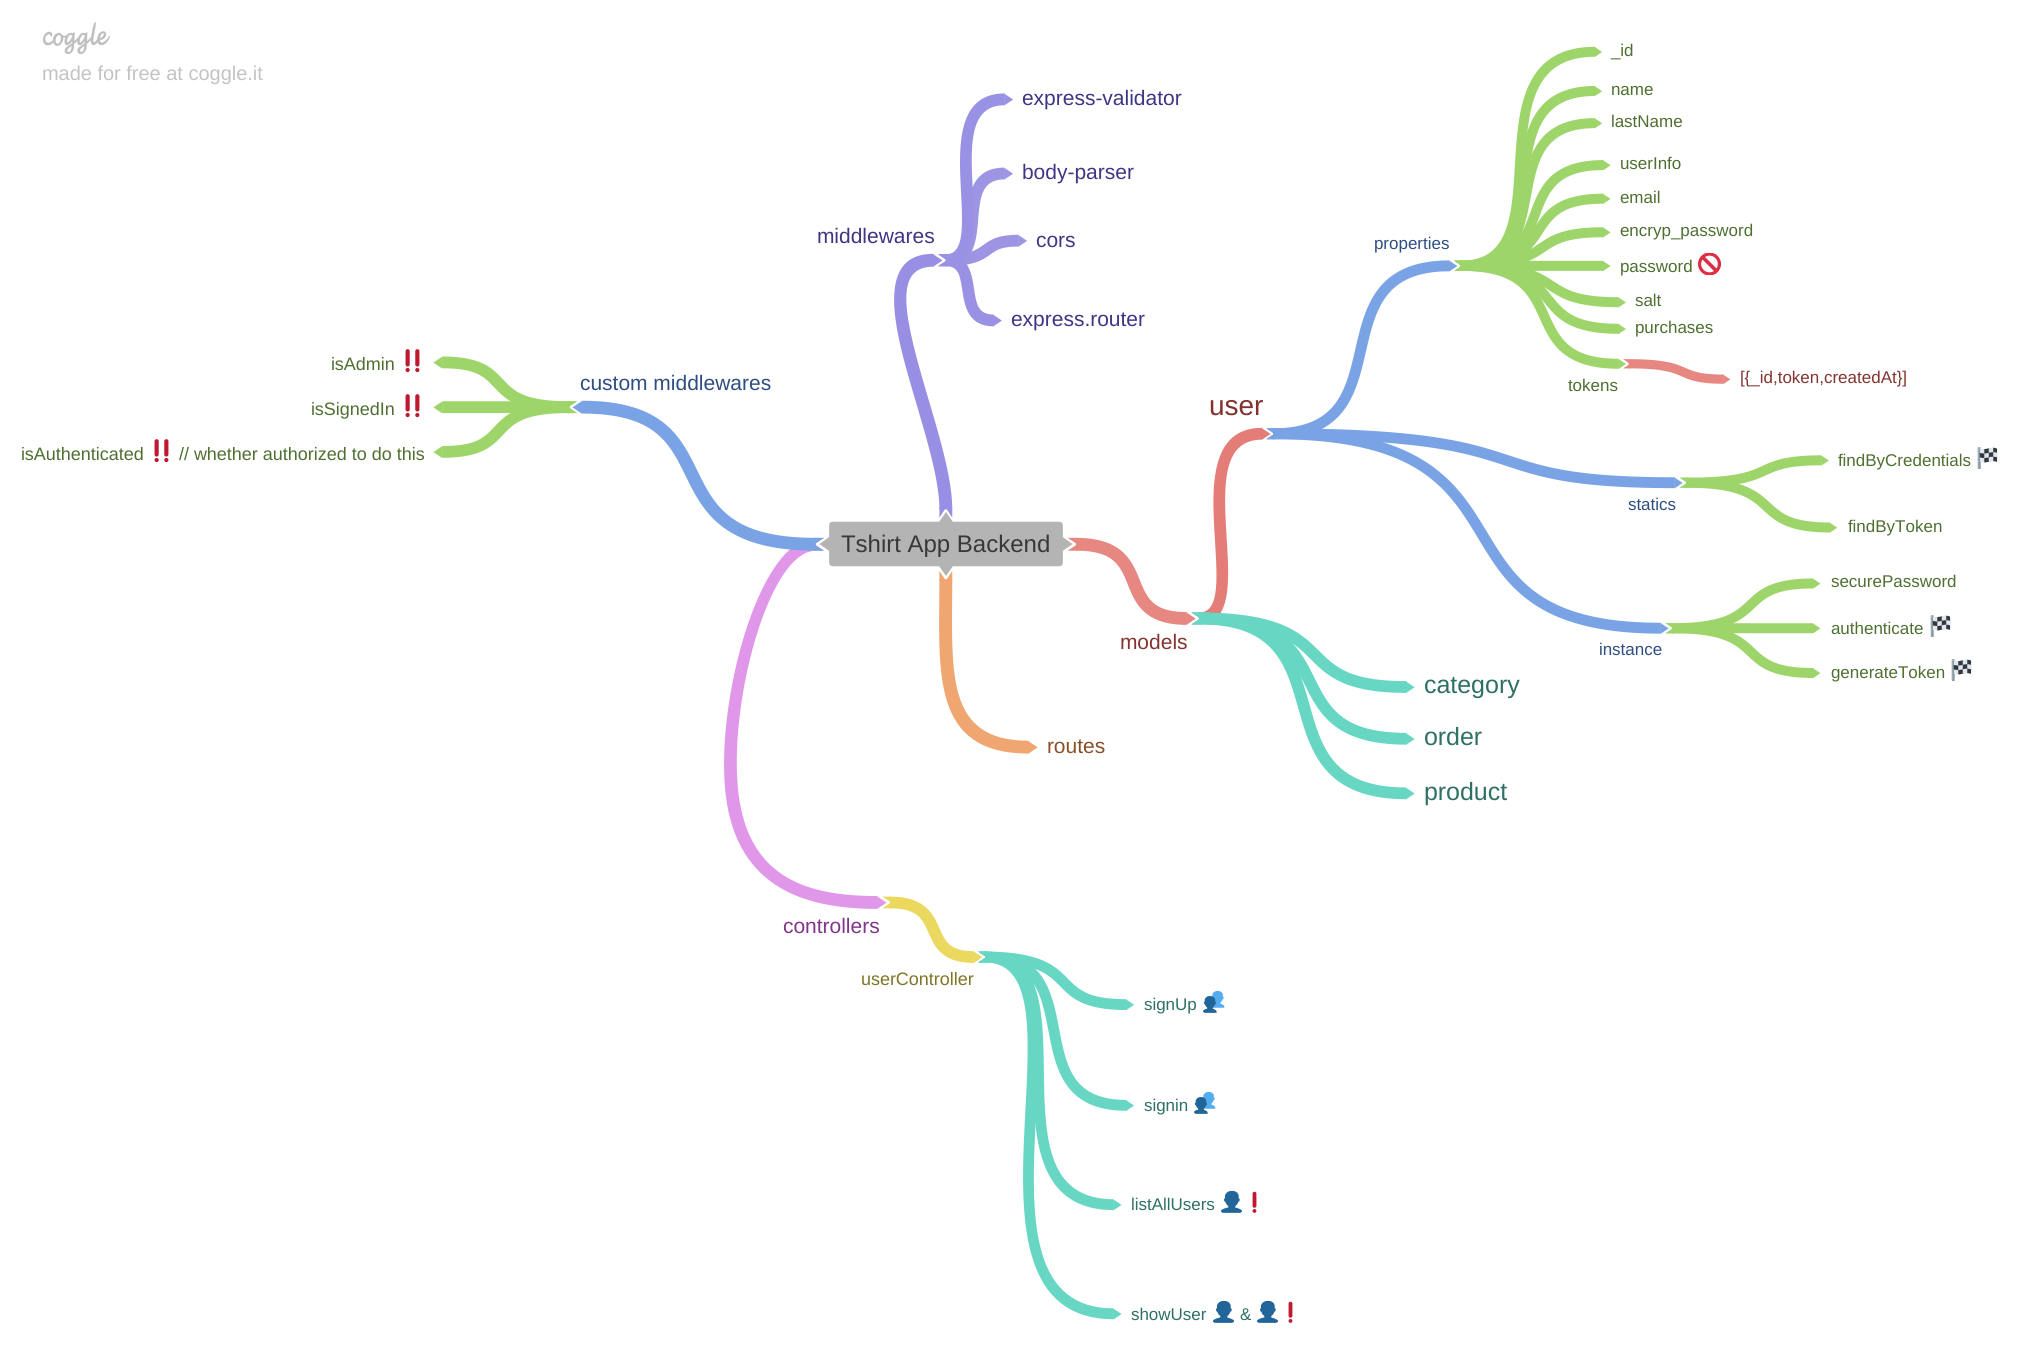 coggle
made for free at coggle.it
express-validator
body-parser
middlewares
cors
express.router
custom middlewares
isAdmin ‼️
isSignedIn ‼️
isAuthenticated ‼️ // whether authorized to do this
Tshirt App Backend
models
user
properties
_id
name
lastName
userInfo
email
encryp_password
password 🚫
salt
purchases
tokens
[{_id,token,createdAt}]
statics
findByCredentials 🏁
findByToken
instance
securePassword
authenticate 🏁
generateToken 🏁
category
order
product
routes
controllers
userController
signUp 👥
signin 👥
listAllUsers 👤❗
showUser 👤 & 👤❗